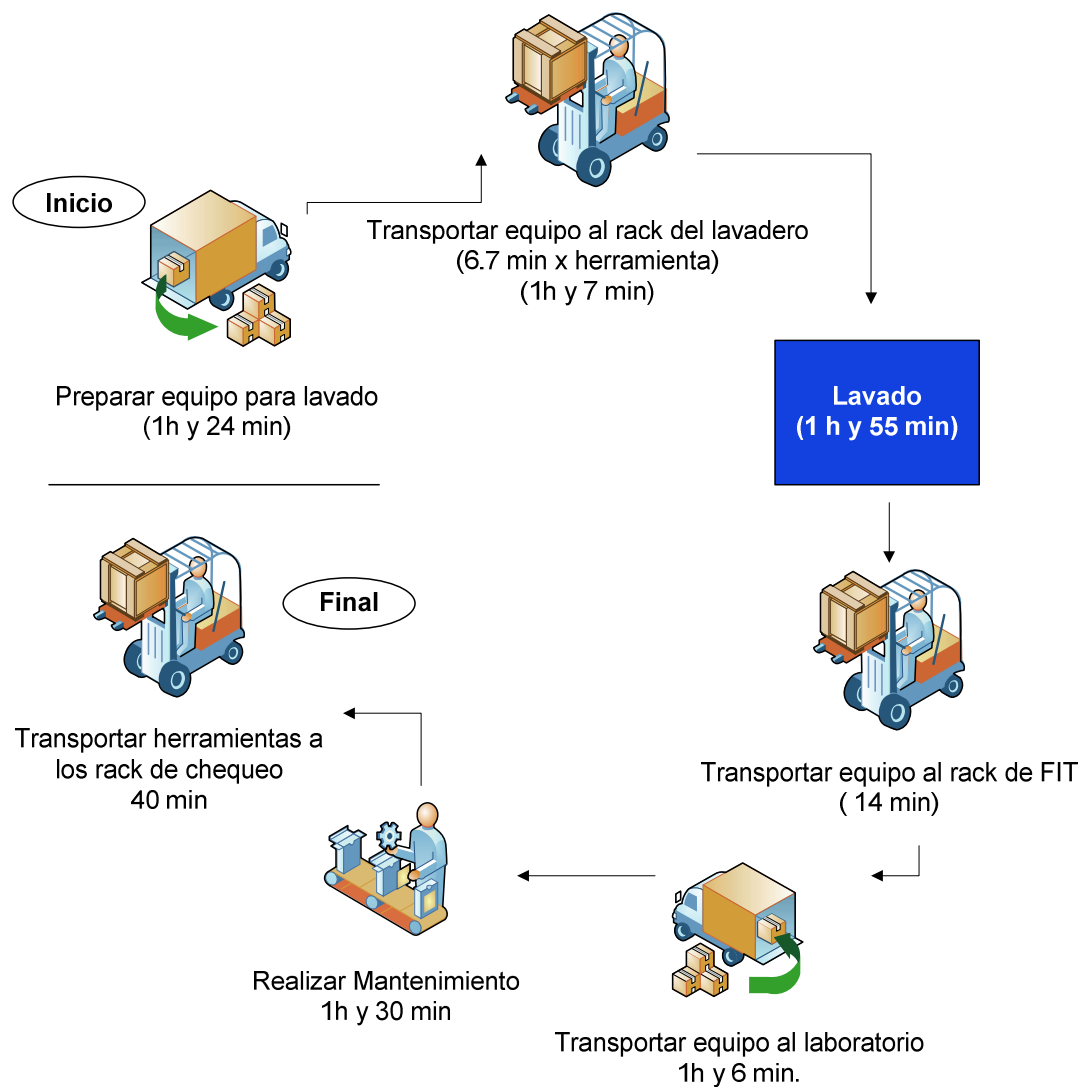 Inicio
Preparar equipo para lavado
(1h y 24 min)
Transportar equipo al rack del lavadero
(6.7 min x herramienta)
(1h y 7 min)
Lavado
(1 h y 55 min)
Transportar equipo al rack de FIT
( 14 min)
Transportar equipo al laboratorio
1h y 6 min.
Realizar Mantenimiento
1h y 30 min
Final
Transportar herramientas a
los rack de chequeo
40 min